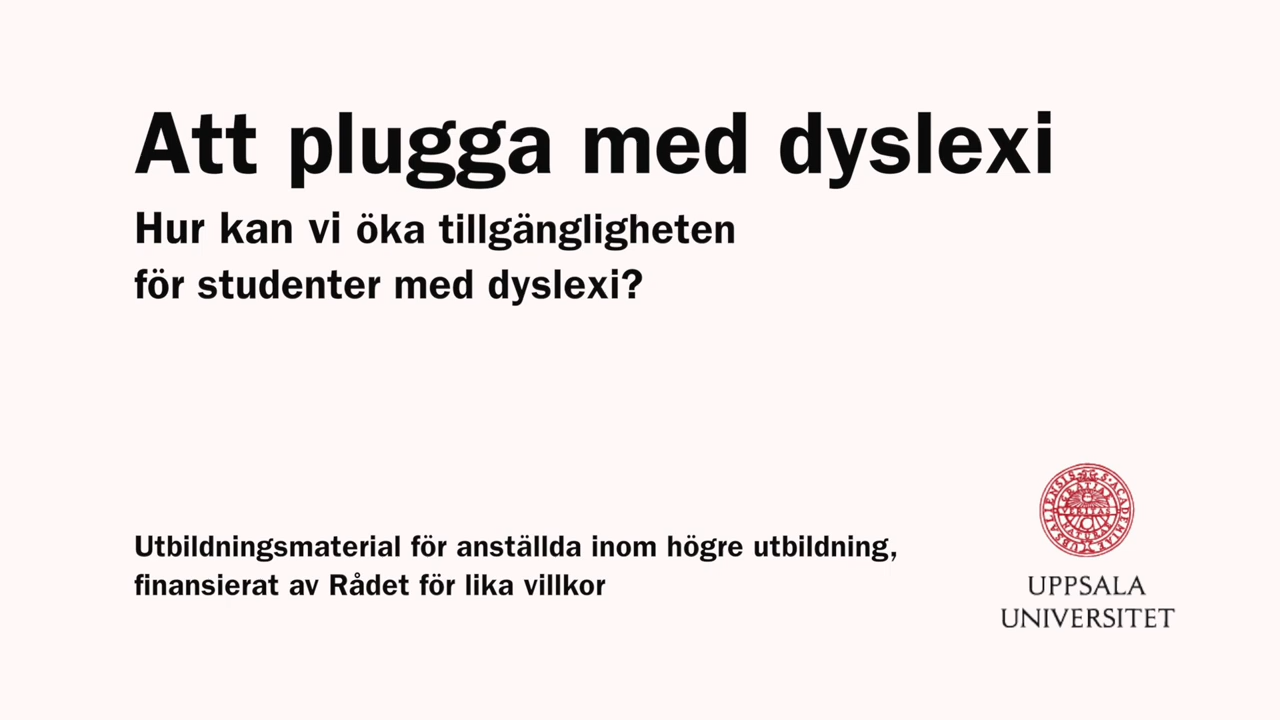 Att plugga med dyslexi
Hur kan vi öka tillgängligheten
för studenter med dyslexi?
Utbildningsmaterial för anställda inom högre utbildning,
finansierat av Rådet för lika villkor
UPPSALA
UNIVERSITET